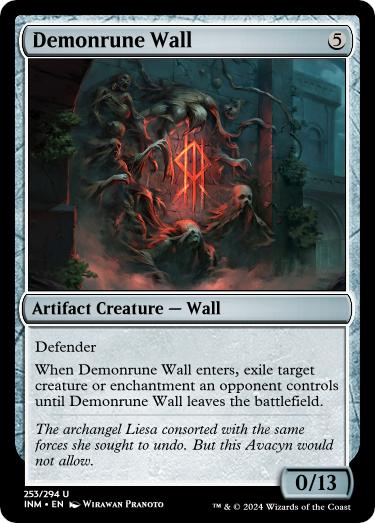 Demonrune Wall 5
Artifact Creature — Wall
Defender
When Demonrune Wall enters, exile target
creature or enchantment an opponent controls
until Demonrune Wall leaves the battlefield.
The archangel Liesa consorted with the same
forces she sought to undo. But this Avacyn would
not allow.
0/13
253/294 U
INM • EN Wirawan Pranoto
™ & © 2024 Wizards of the Coast